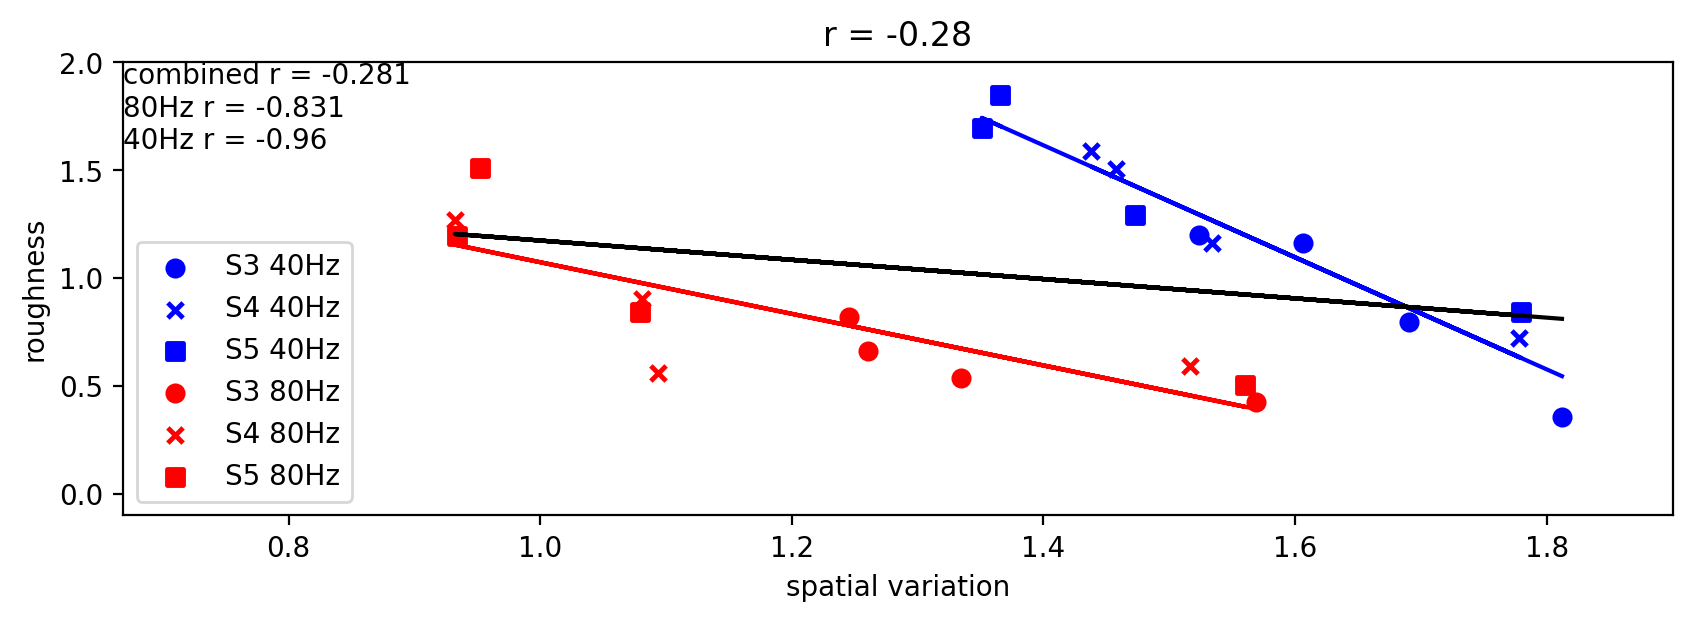 r = -0.28
combined r = -0.281
80Hz r = -0.831
40Hz r = -0.96
2.0
1.5
1.0
0.5
0.0
roughness
S3 40Hz
S4 40Hz
S5 40Hz
S3 80Hz
S4 80Hz
S5 80Hz
0.8 1.0 1.2 1.4 1.6 1.8
spatial variation